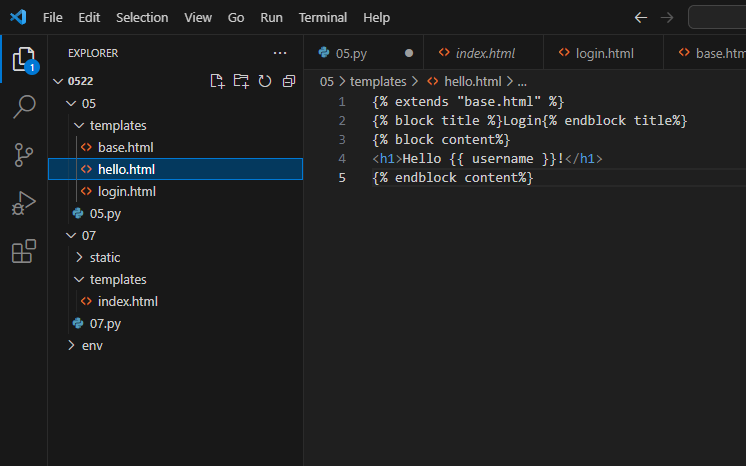 File Edit Selection View Go Run Terminal Help
EXPLORER
05.py index.html login.html base.htm
0522
05 > templates > hello.html > ...
05
templates
base.html
hello.html
login.html
05.py
07
static
templates
index.html
07.py
env
1
1 {% extends "base.html" %}
2 {% block title %}Login{% endblock title%}
3 {% block content%}
4 <h1>Hello {{ username }}!</h1>
5 {% endblock content%}